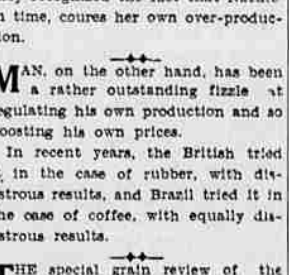 time, coures her own over-produc-
on.
MAN, on the other hand, has been
a rather outstanding fizzle at
egulating his own production and so
oosting his own prices.
In recent years, the British tried
, in the case of rubber, with dis-
strous results, and Brazil tried it in
he case of coffee, with equally dis-
strous results.
THE special grain review of the